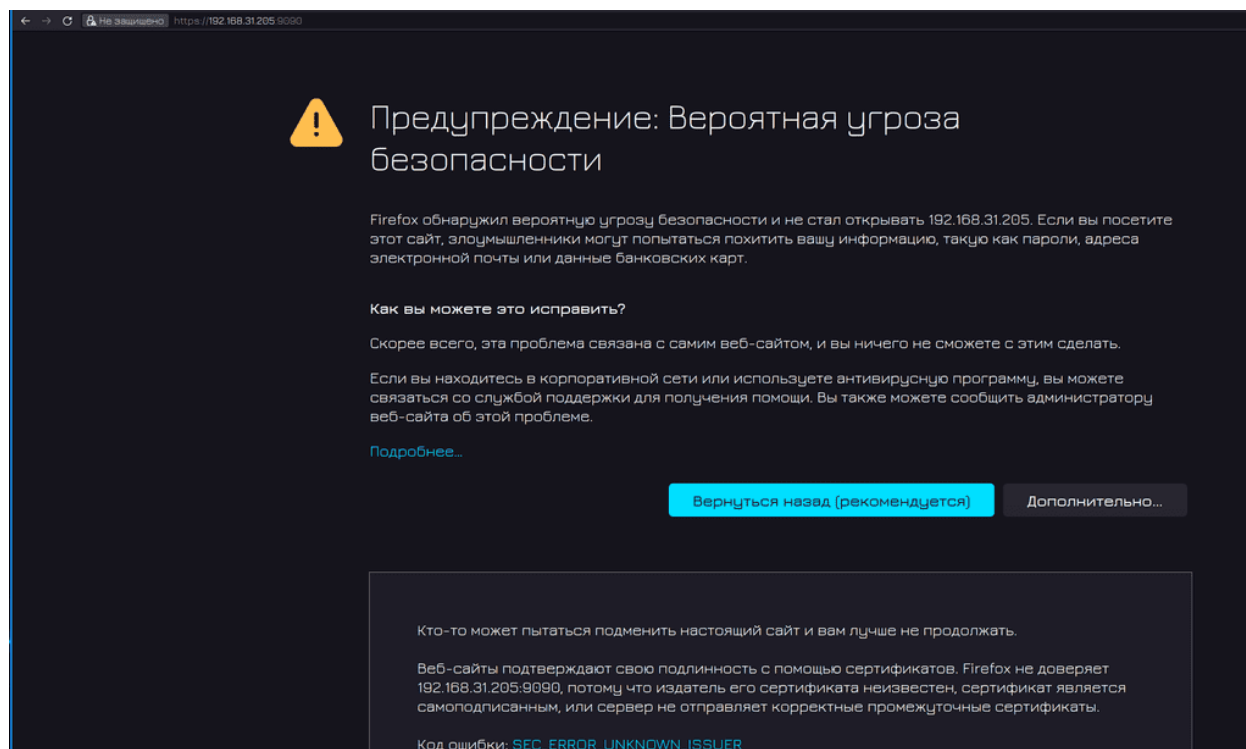 Не защищено https://192.168.31.205:9090
Предупреждение: Вероятная угроза
безопасности
Firefox обнаружил вероятную угрозу безопасности и не стал открывать 192.168.31.205. Если вы посетите
этот сайт, злоумышленники могут попытаться похитить вашу информацию, такую как пароли, адреса
электронной почты или данные банковских карт.
Как вы можете это исправить?
Скорее всего, эта проблема связана с самим веб-сайтом, и вы ничего не сможете с этим сделать.
Если вы находитесь в корпоративной сети или используете антивирусную программу, вы можете
связаться со службой поддержки для получения помощи. Вы также можете сообщить администратору
веб-сайта об этой проблеме.
Подробнее...
Вернуться назад (рекомендуется) Дополнительно...
Кто-то может пытаться подменить настоящий сайт и вам лучше не продолжать.
Веб-сайты подтверждают свою подлинность с помощью сертификатов. Firefox не доверяет
192.168.31.205:9090, потому что издатель его сертификата неизвестен, сертификат является
самоподписанным, или сервер не отправляет корректные промежуточные сертификаты.
Код ошибки: SEC_ERROR_UNKNOWN_ISSUER